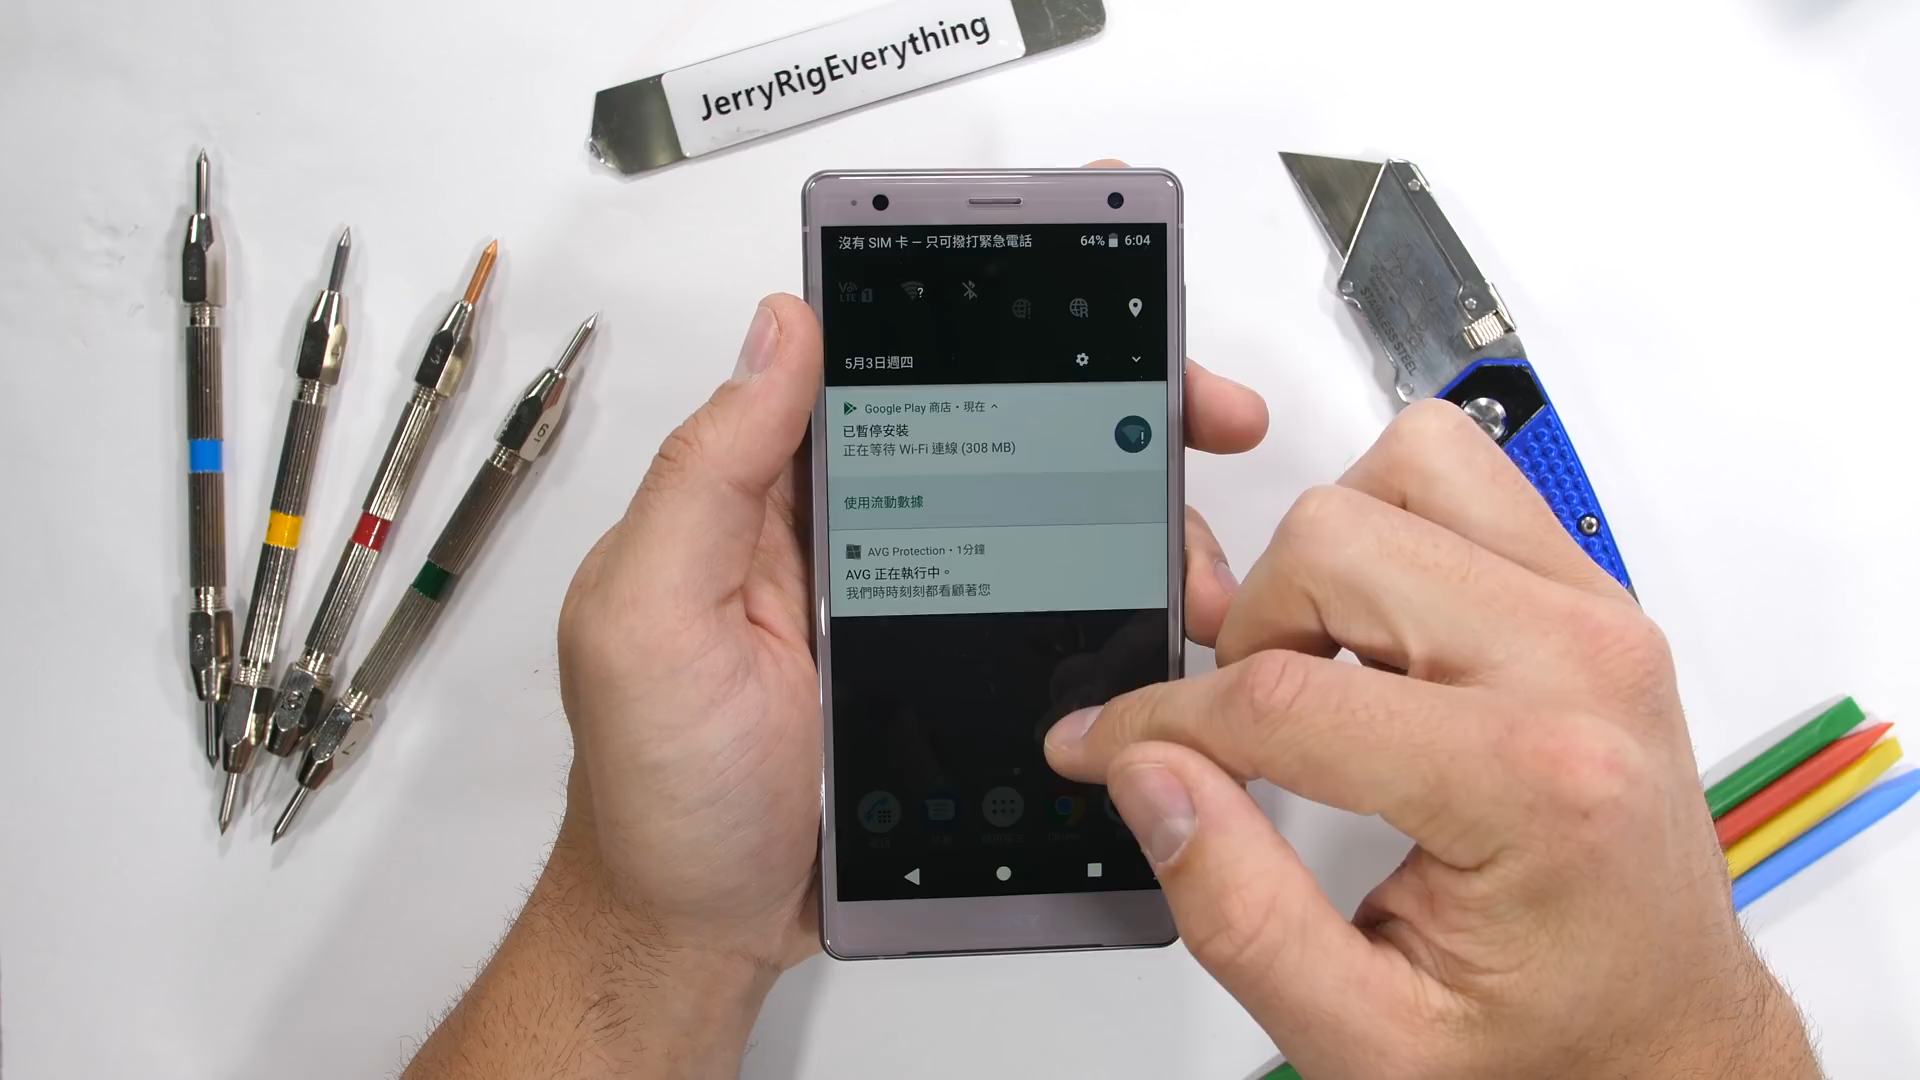 JerryRigEverything
沒有 SIM 卡 – 只可撥打緊急電話 64% 6:04
5月3日週四
Google Play 商店 • 現在
已暫停安裝
正在等待 Wi-Fi 連線 (308 MB)
使用流動數據
AVG Protection • 1分鐘
AVG 正在執行中。
我們時時刻刻都看顧著您
STAINLESS STEEL